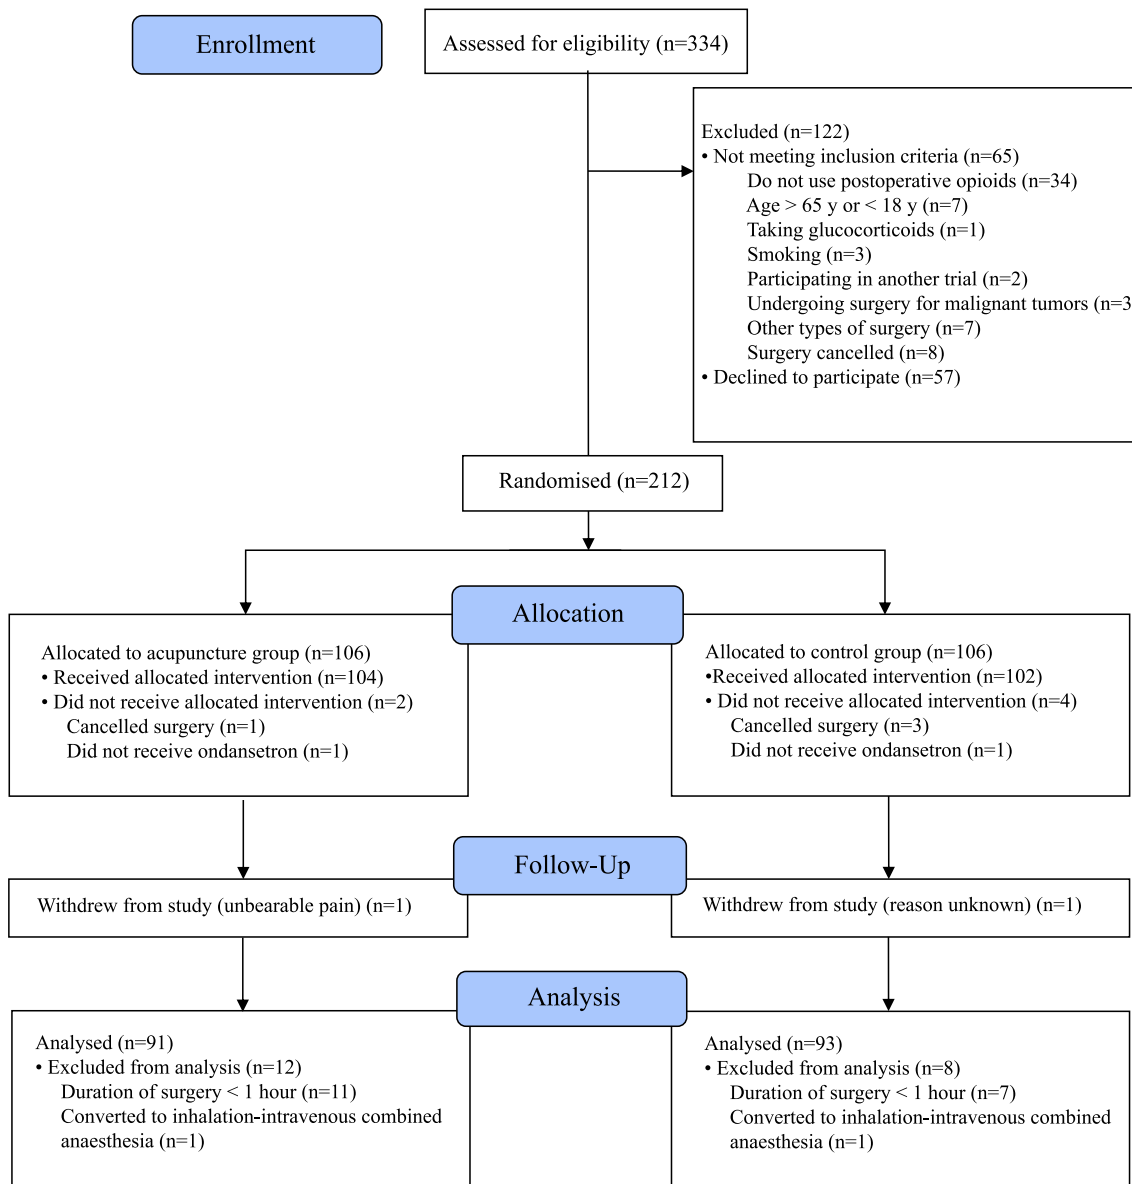 Enrollment
Assessed for eligibility (n=334)
Excluded (n=122)
• Not meeting inclusion criteria (n=65)
Do not use postoperative opioids (n=34)
Age > 65 y or < 18 y (n=7)
Taking glucocorticoids (n=1)
Smoking (n=3)
Participating in another trial (n=2)
Undergoing surgery for malignant tumors (n=3
Other types of surgery (n=7)
Surgery cancelled (n=8)
• Declined to participate (n=57)
Randomised (n=212)
Allocation
Allocated to acupuncture group (n=106)
• Received allocated intervention (n=104)
• Did not receive allocated intervention (n=2)
Cancelled surgery (n=1)
Did not receive ondansetron (n=1)
Allocated to control group (n=106)
•Received allocated intervention (n=102)
• Did not receive allocated intervention (n=4)
Cancelled surgery (n=3)
Did not receive ondansetron (n=1)
Follow-Up
Withdrew from study (unbearable pain) (n=1)
Withdrew from study (reason unknown) (n=1)
Analysis
Analysed (n=91)
• Excluded from analysis (n=12)
Duration of surgery < 1 hour (n=11)
Converted to inhalation-intravenous combined
anaesthesia (n=1)
Analysed (n=93)
• Excluded from analysis (n=8)
Duration of surgery < 1 hour (n=7)
Converted to inhalation-intravenous combined
anaesthesia (n=1)